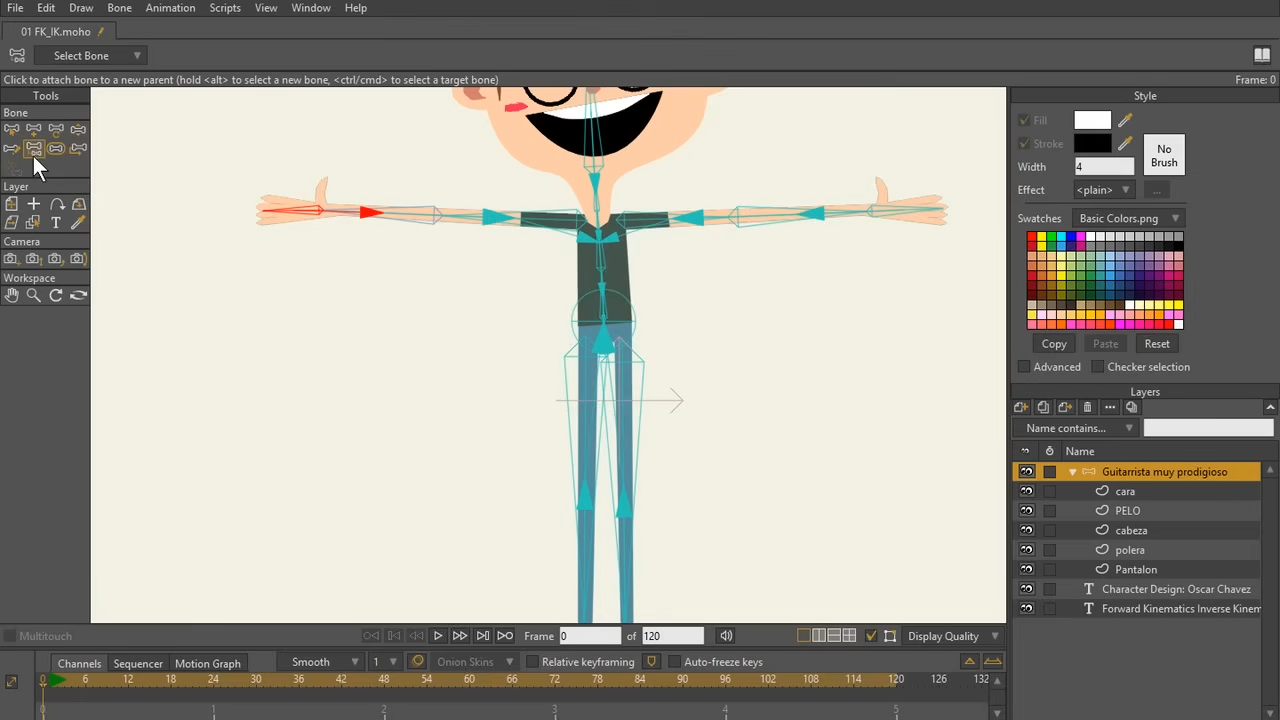 File Edit Draw Bone Animation Scripts View Window Help
01 FK_IK.moho
Select Bone
Click to attach bone to a new parent (hold <alt> to select a new bone, <ctrl/cmd> to select a target bone)
Frame: 0
Tools
Bone
Layer
Camera
Workspace
Style
Fill
Stroke
No Brush
Width 4
Effect <plain> ...
Swatches Basic Colors.png
Copy Paste Reset
Advanced Checker selection
Layers
Name contains...
Name
Guitarrista muy prodigioso
cara
PELO
cabeza
polera
Pantalon
Character Design: Oscar Chavez
Forward Kinematics Inverse Kinem
Multitouch
Frame 0 of 120
Display Quality
Channels Sequencer Motion Graph Smooth 1 Onion Skins Relative keyframing Auto-freeze keys
0 6 12 18 24 30 36 42 48 54 60 66 72 78 84 90 96 102 108 114 120 126 132
0 1 2 3 4 5